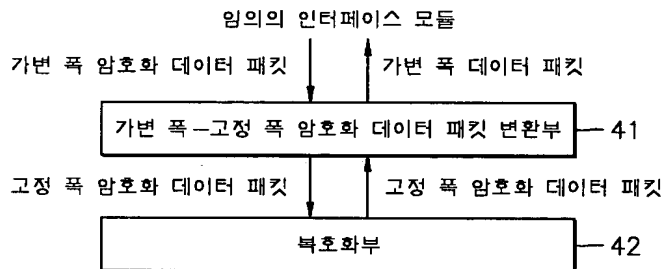 임의의 인터페이스 모듈
가변 폭 암호화 데이터 패킷 가변 폭 데이터 패킷
가변 폭－고정 폭 암호화 데이터 패킷 변환부 41
고정 폭 암호화 데이터 패킷 고정 폭 암호화 데이터 패킷
복호화부 42